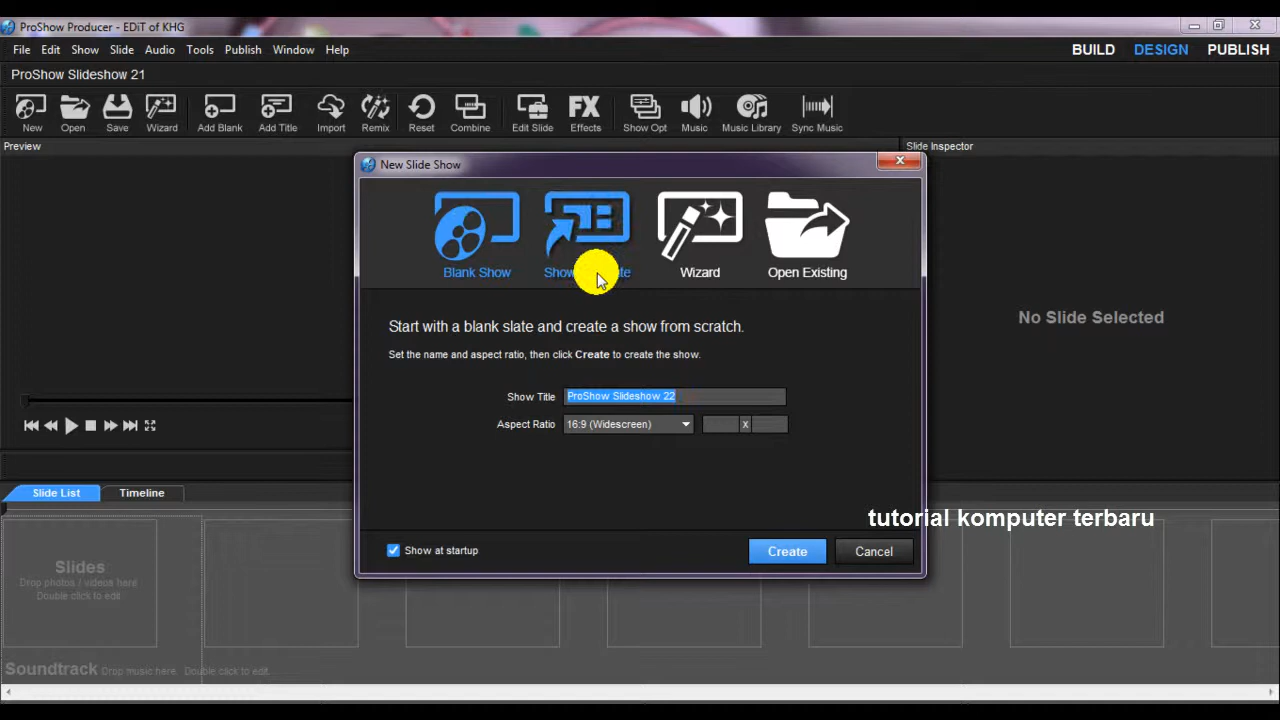 ProShow Producer - EDiT of KHG
File Edit Show Slide Audio Tools Publish Window Help
BUILD DESIGN PUBLISH
ProShow Slideshow 21
New Open Save Wizard Add Blank Add Title Import Remix Reset Combine Edit Slide Effects Show Opt Music Music Library Sync Music
FX
Preview
Slide Inspector
New Slide Show
Blank Show Show Wizard Open Existing
Start with a blank slate and create a show from scratch.
Set the name and aspect ratio, then click Create to create the show.
Show Title ProShow Slideshow 22
Aspect Ratio 16:9 (Widescreen) x
No Slide Selected
Slide List Timeline
tutorial komputer terbaru
Show at startup Create Cancel
Slides
Drop photos / videos here
Double click to edit
Soundtrack Drop music here. Double click to edit.